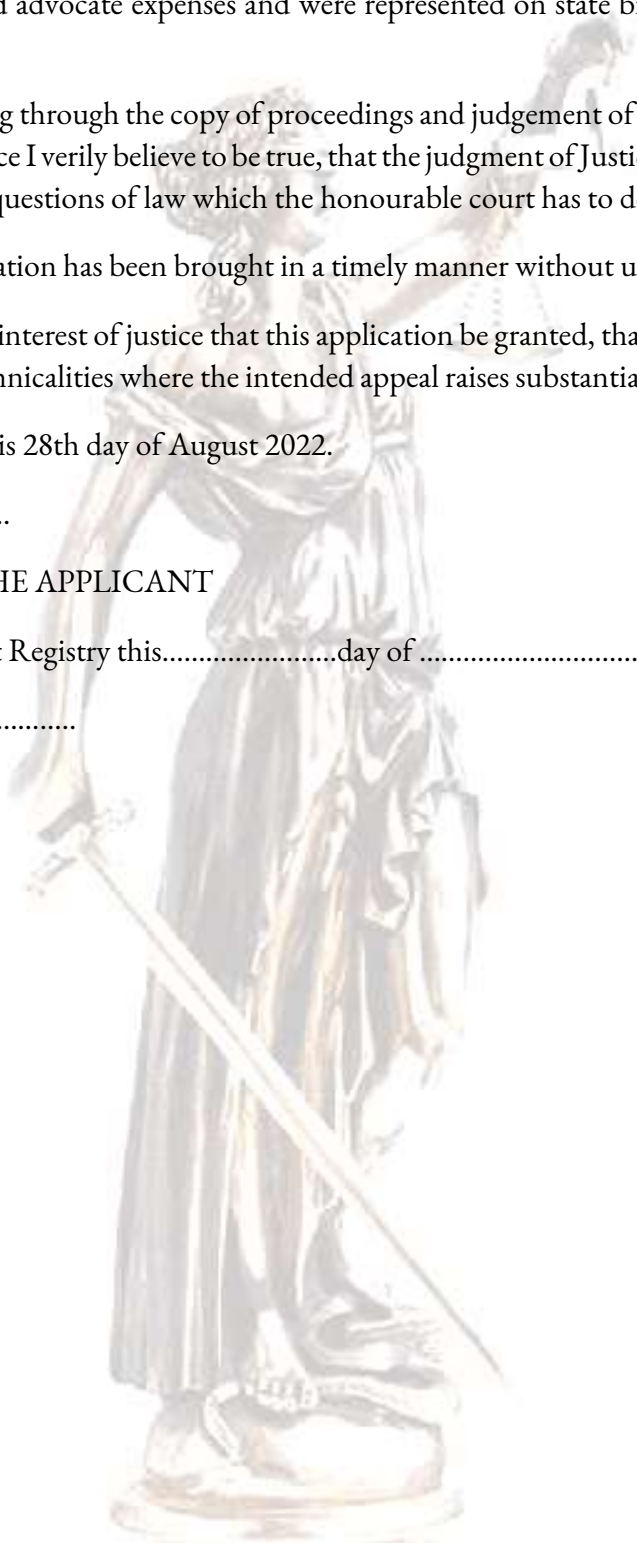 d advocate expenses and were represented on state b
g through the copy of proceedings and judgement of
ce I verily believe to be true, that the judgment of Justi
questions of law which the honourable court has to d
ation has been brought in a timely manner without u
interest of justice that this application be granted, tha
hnicalities where the intended appeal raises substantia
is 28th day of August 2022.
..
HE APPLICANT
t Registry this.......................day of .............................
............